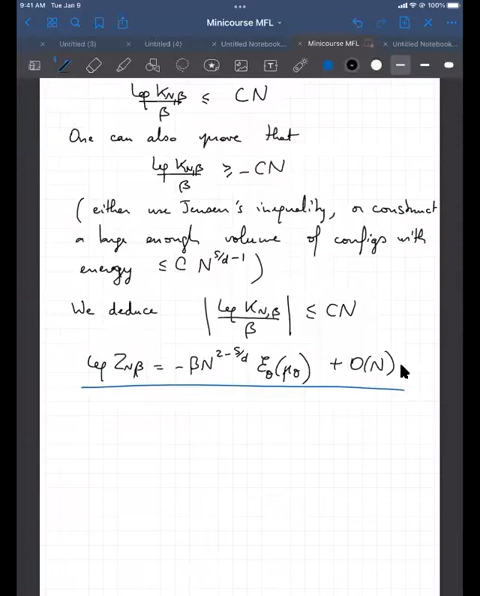 9:41 AM Tue Jan 9
100%
Minicourse MFL
Untitled (3)
Untitled (4)
Untitled Notebook...
Minicourse MFL
Untitled Notebook...
log K_{N,β} / β ≤ CN
One can also prove that
log K_{N,β} / β ≥ -CN
( either use Jensen's inequality, or construct
a large enough volume of configs with
energy ≤ C N^{s/d-1} )
We deduce | log K_{N,β} / β | ≤ CN
log Z_{N,β} = -βN^{2-s/d} ℰ_θ(μ_θ) + O(N)